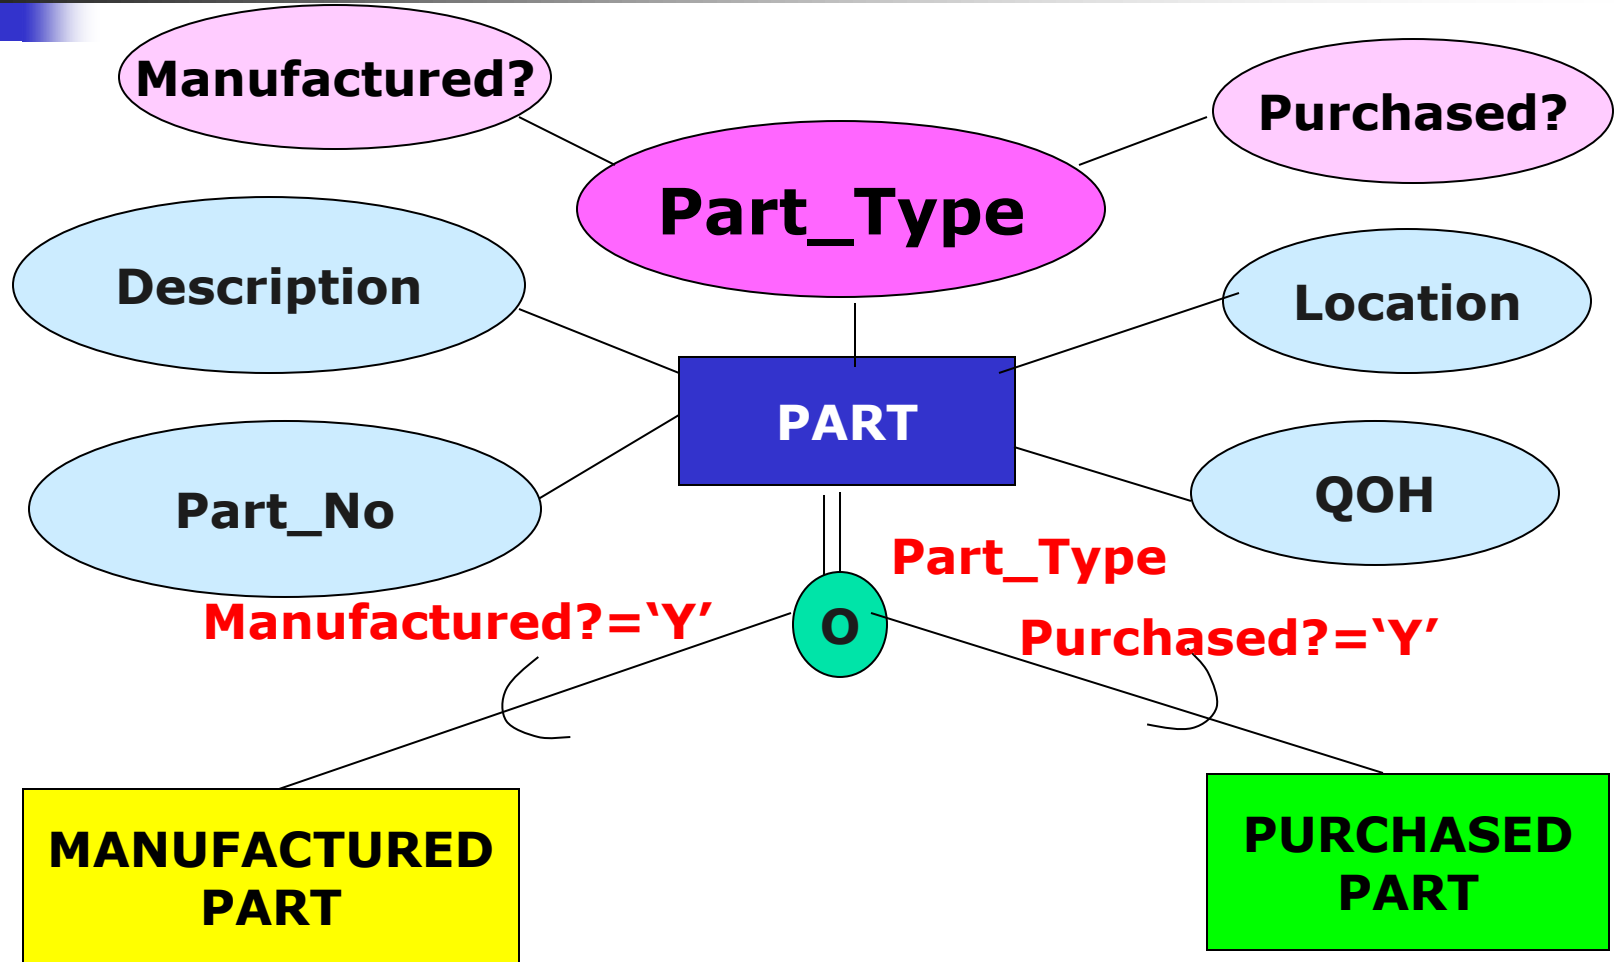 Manufactured?
Purchased?
Part_Type
Description
Location
PART
Part_No
QOH
Part_Type
Manufactured?=‘Y’
O
Purchased?=‘Y’
MANUFACTURED
PART
PURCHASED
PART